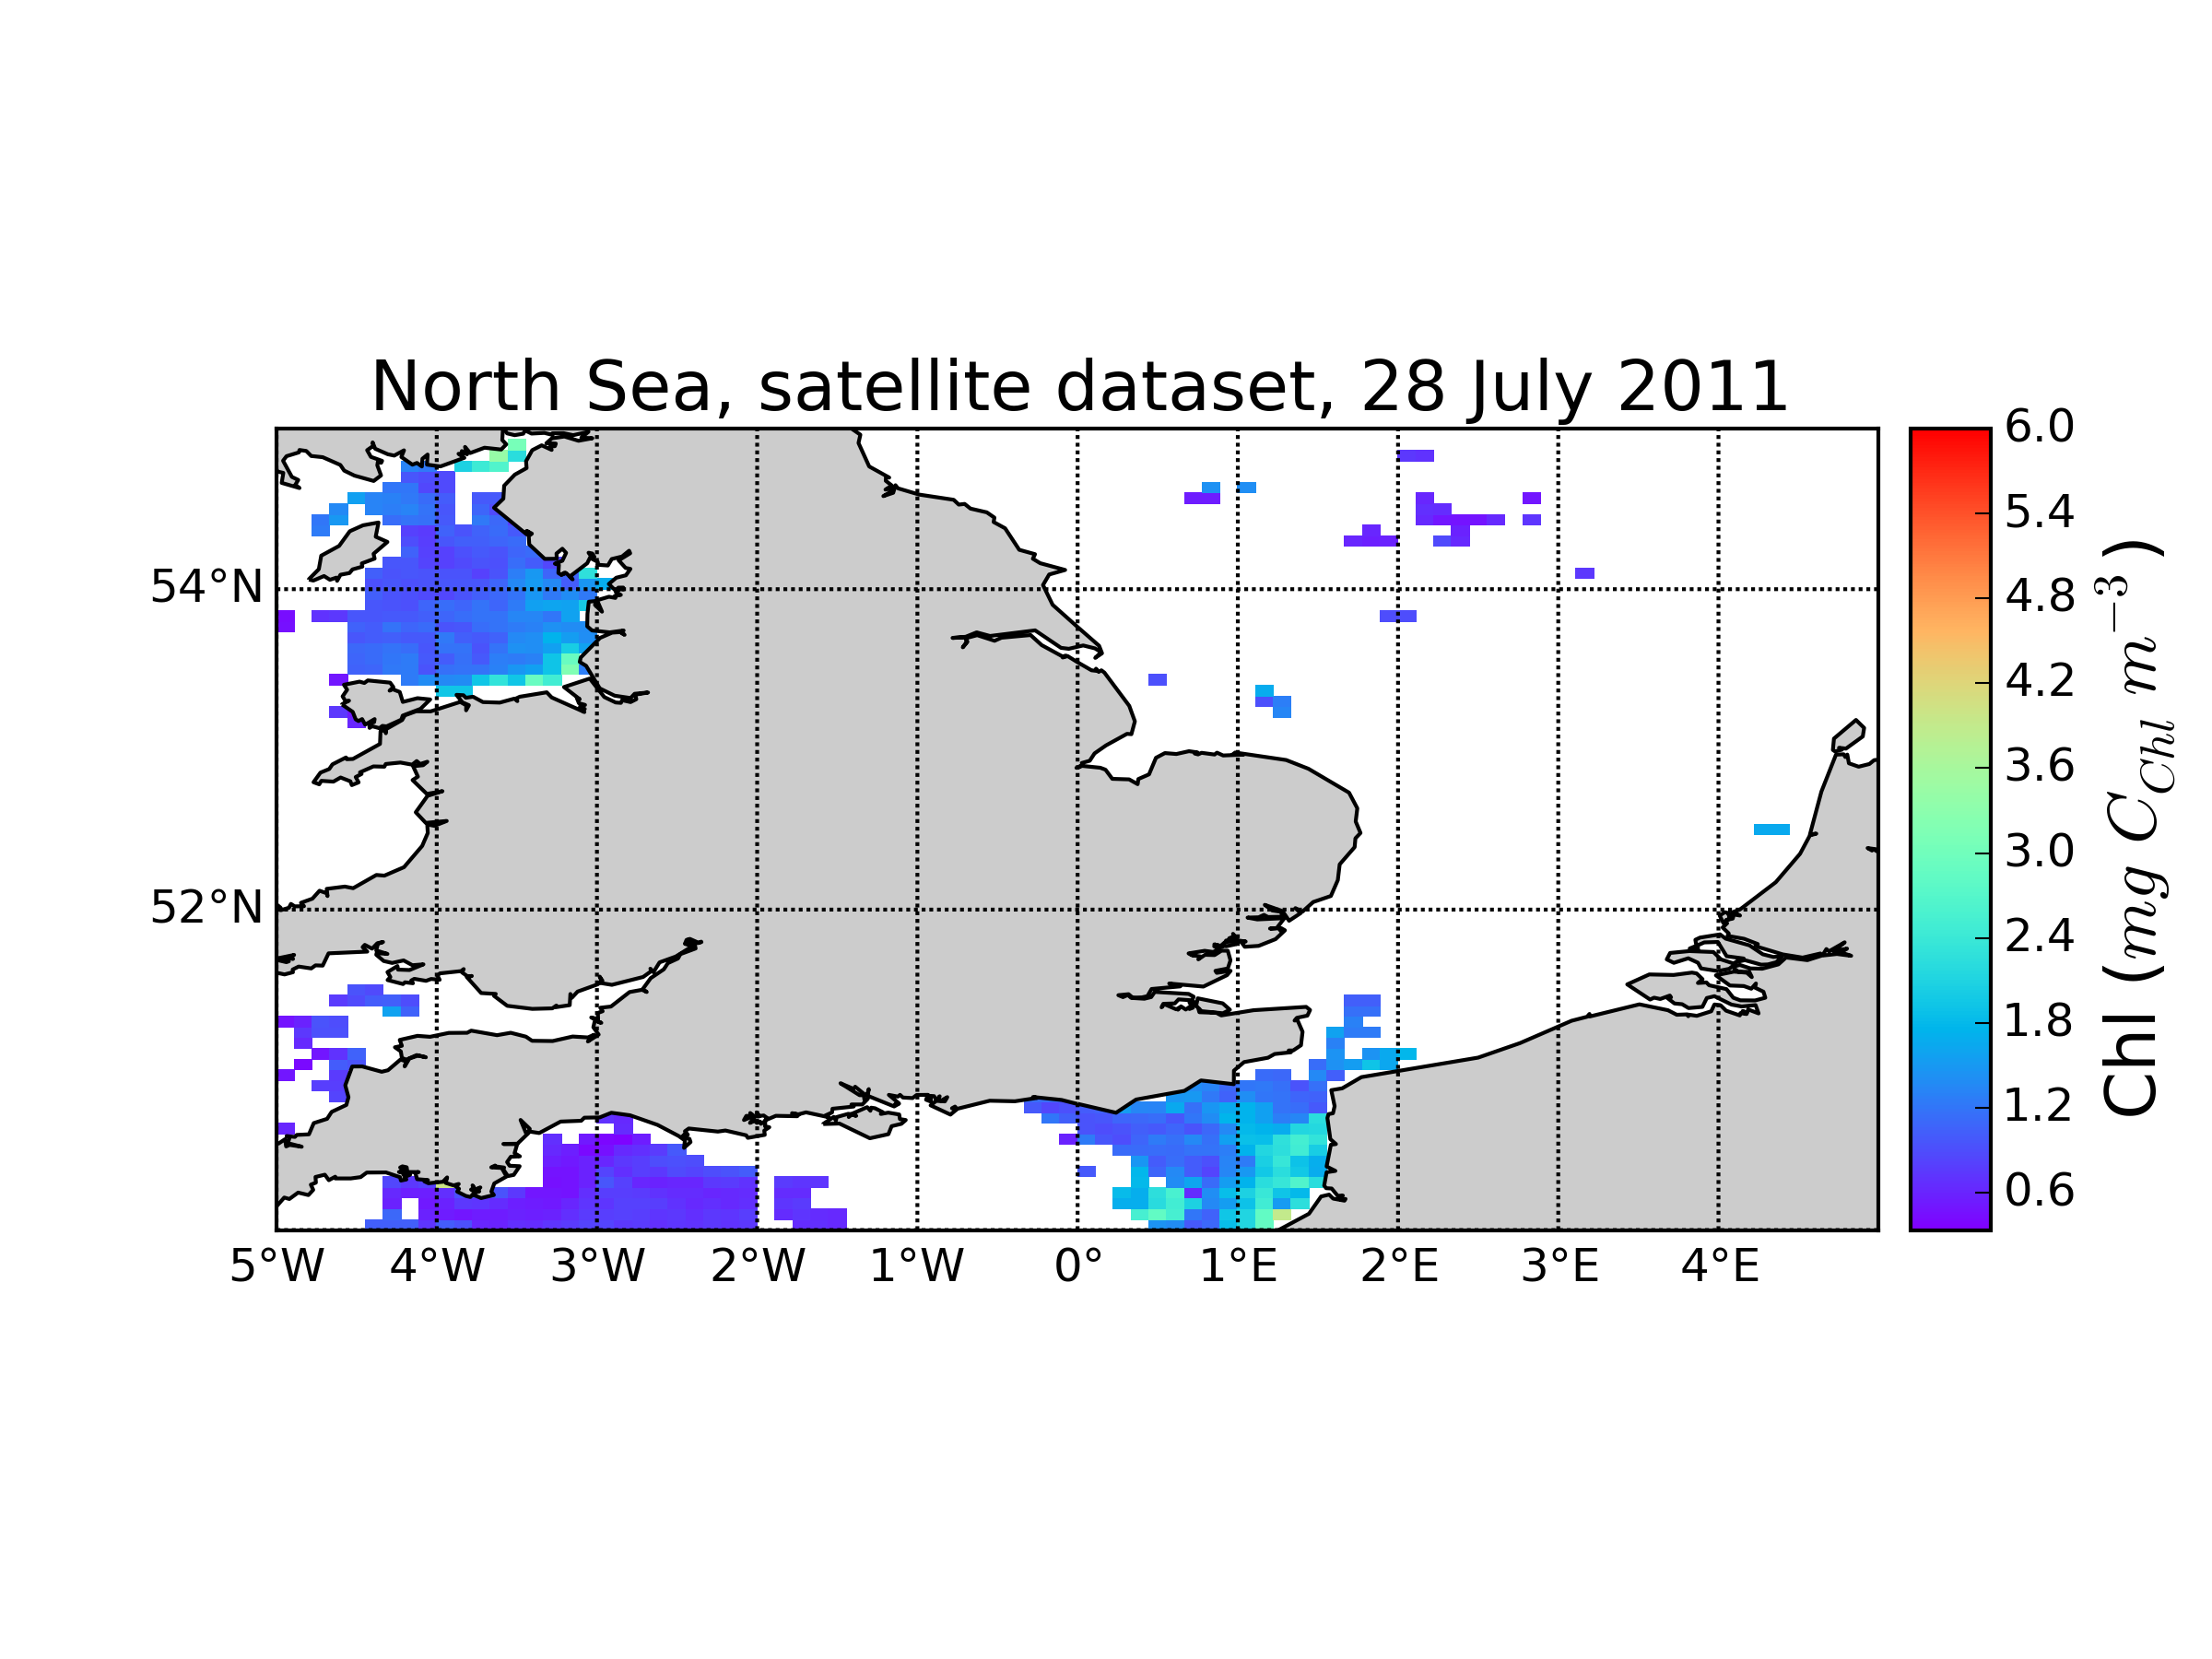 North Sea, satellite dataset, 28 July 2011
54°N
52°N
5°W 4°W 3°W 2°W 1°W 0° 1°E 2°E 3°E 4°E
6.0
5.4
4.8
4.2
3.6
3.0
2.4
1.8
1.2
0.6
Chl (mg C_{Chl} m^{−3})